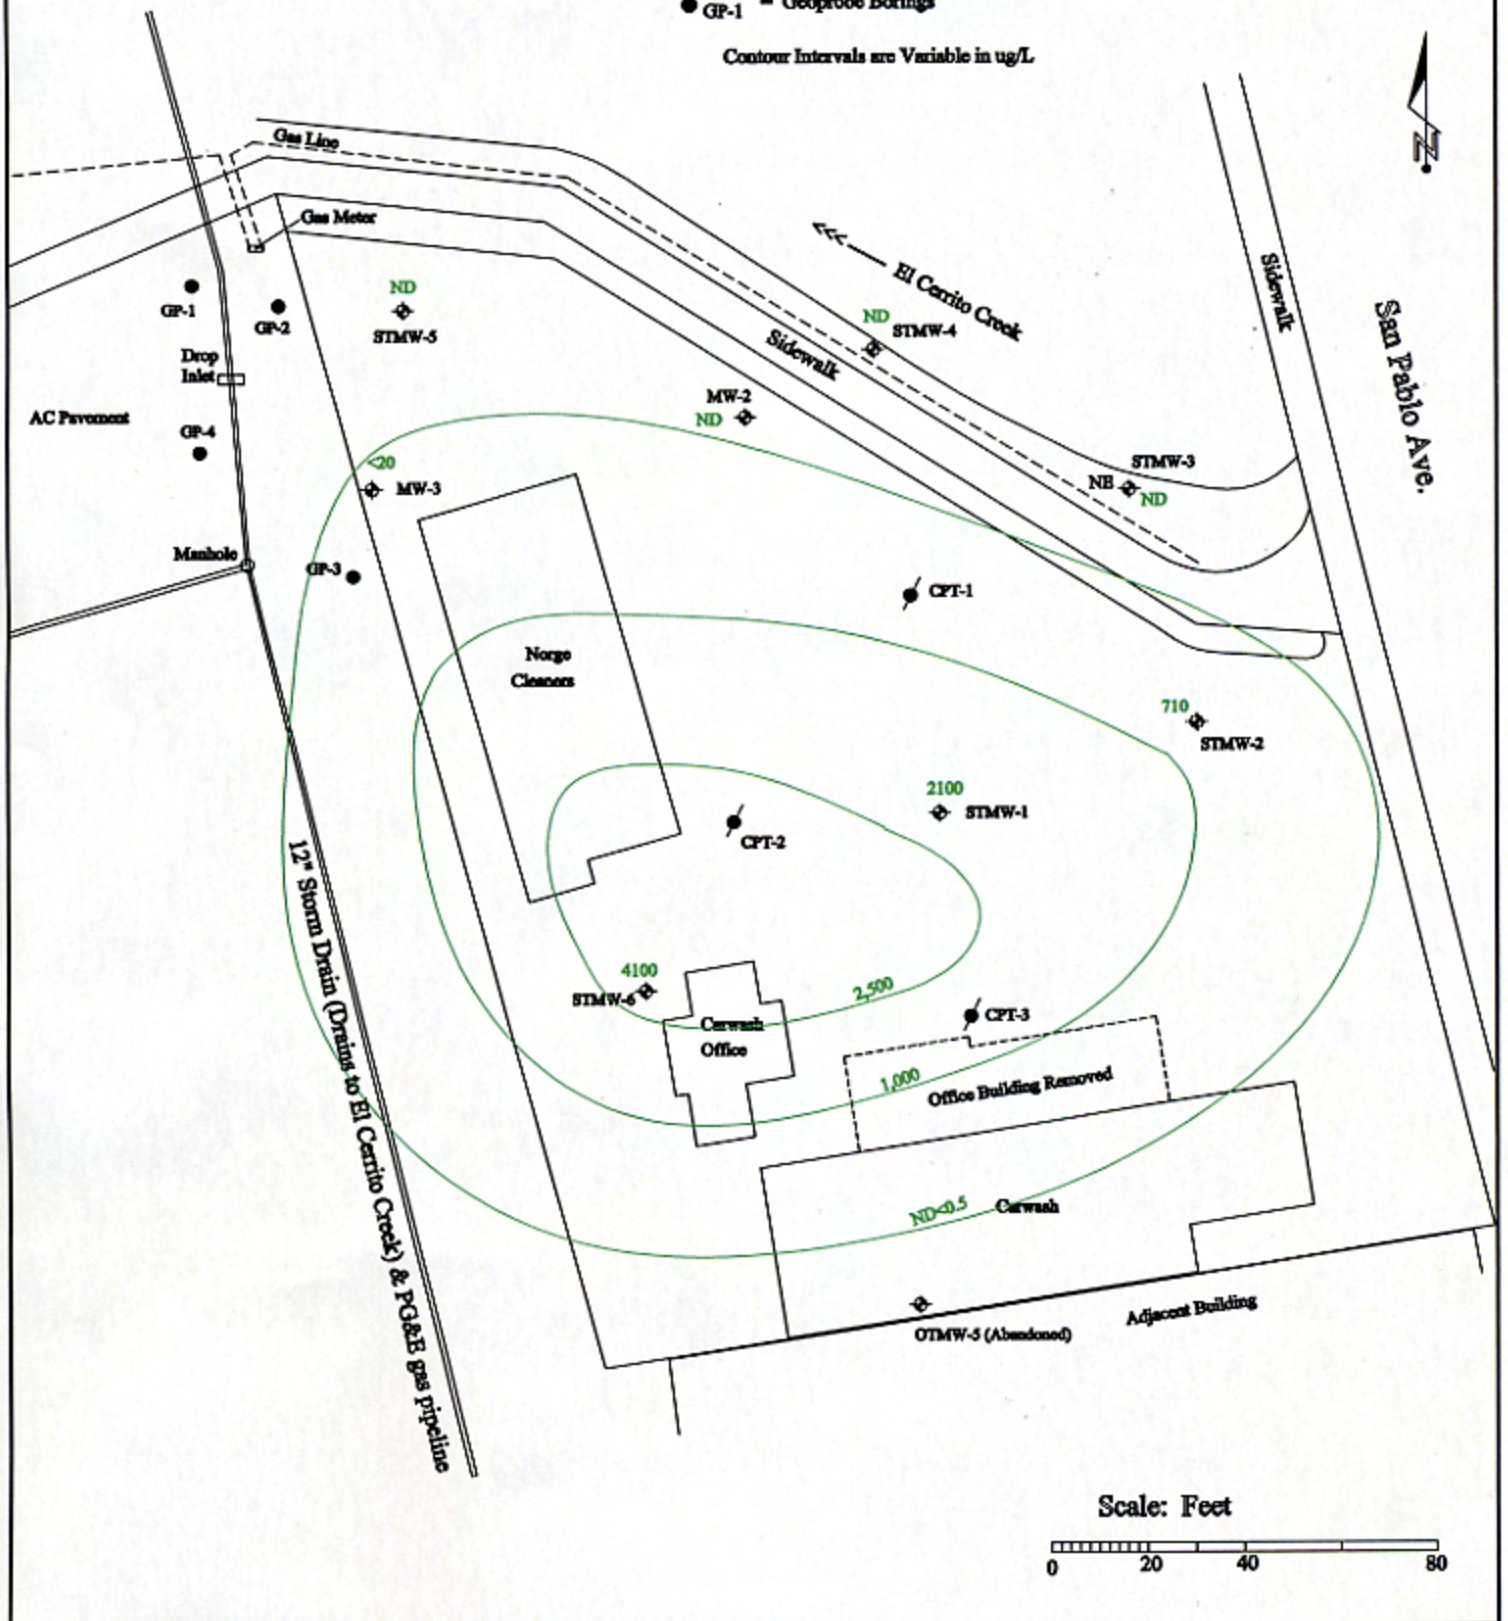 GP-1 = Geoprobe Borings
Contour Intervals are Variable in ug/L
N
Gas Line
Gas Meter
<<< El Cerrito Creek
Sidewalk
San Pablo Ave.
GP-1
GP-2
ND
STMW-5
ND
STMW-4
Sidewalk
Drop
Inlet
AC Pavement
GP-4
MW-2
ND
<20
MW-3
STMW-3
NE
ND
Manhole
GP-3
CPT-1
Norge
Cleaners
710
STMW-2
2100
STMW-1
CPT-2
12" Storm Drain (Drains to El Cerrito Creek) & PG&E gas pipeline
4100
STMW-6
2,500
CPT-3
Carwash
Office
1,000
Office Building Removed
ND<0.5
Carwash
OTMW-5 (Abandoned)
Adjacent Building
Scale: Feet
0 20 40 80